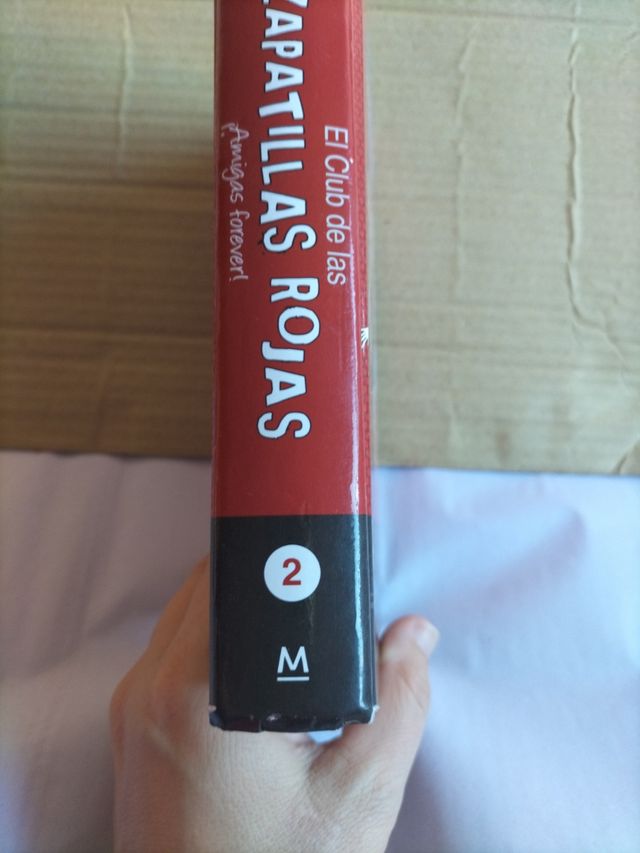 El Club de las
ZAPATILLAS ROJAS
¡Amigas forever!
2
M